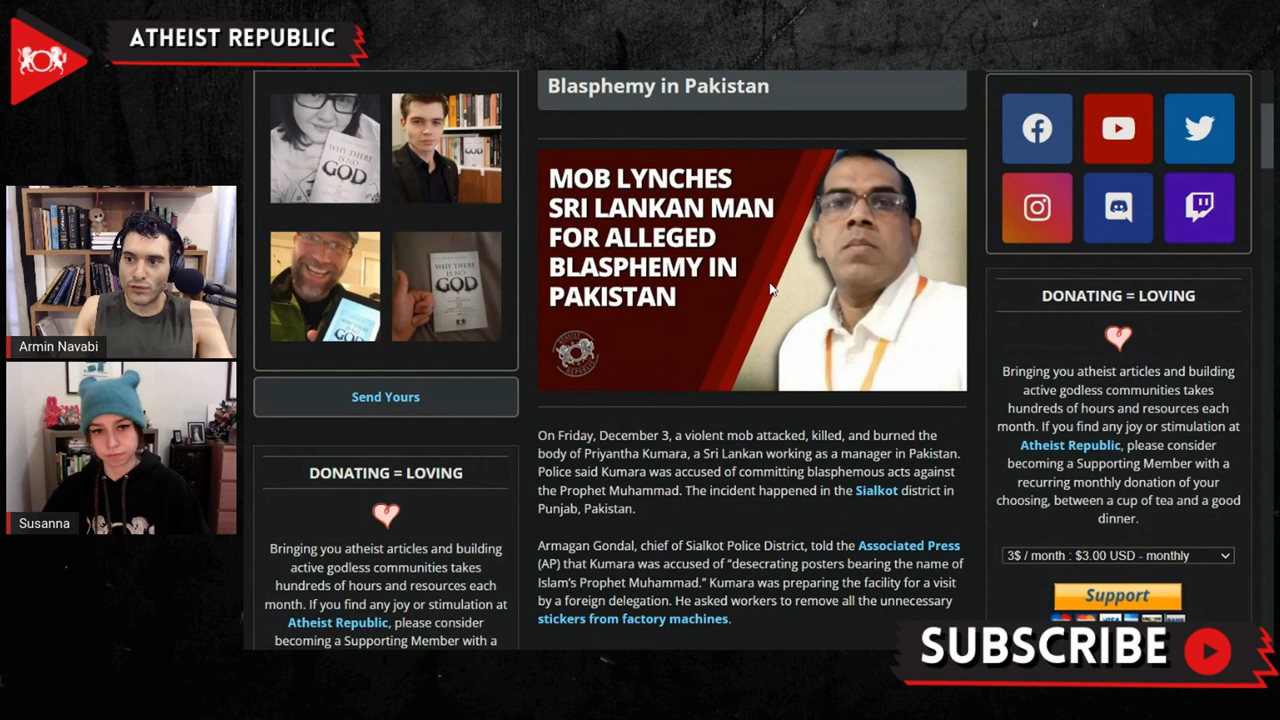 ATHEIST REPUBLIC
Armin Navabi
Susanna
WHY THERE
IS NO
GOD
GOD
GOD
WHY THERE
IS NO
GOD
Send Yours
DONATING = LOVING
Bringing you atheist articles and building
active godless communities takes
hundreds of hours and resources each
month. If you find any joy or stimulation at
Atheist Republic, please consider
becoming a Supporting Member with a
Blasphemy in Pakistan
MOB LYNCHES
SRI LANKAN MAN
FOR ALLEGED
BLASPHEMY IN
PAKISTAN
On Friday, December 3, a violent mob attacked, killed, and burned the
body of Priyantha Kumara, a Sri Lankan working as a manager in Pakistan.
Police said Kumara was accused of committing blasphemous acts against
the Prophet Muhammad. The incident happened in the Sialkot district in
Punjab, Pakistan.
Armagan Gondal, chief of Sialkot Police District, told the Associated Press
(AP) that Kumara was accused of “desecrating posters bearing the name of
Islam’s Prophet Muhammad.” Kumara was preparing the facility for a visit
by a foreign delegation. He asked workers to remove all the unnecessary
stickers from factory machines.
DONATING = LOVING
Bringing you atheist articles and building
active godless communities takes
hundreds of hours and resources each
month. If you find any joy or stimulation at
Atheist Republic, please consider
becoming a Supporting Member with a
recurring monthly donation of your
choosing, between a cup of tea and a good
dinner.
3$ / month : $3.00 USD - monthly
Support
SUBSCRIBE